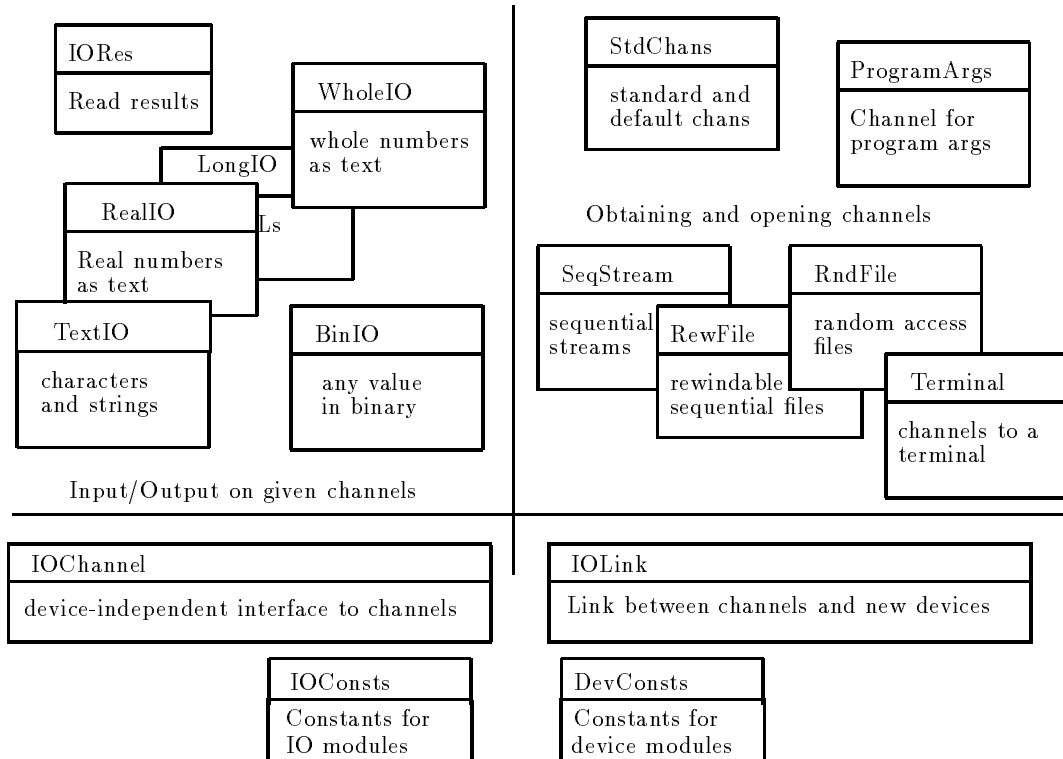 IORes
Read results
WholeIO
whole numbers
as text
LongIO
Ls
RealIO
Real numbers
as text
TextIO
characters
and strings
BinIO
any value
in binary
Input/Output on given channels
StdChans
standard and
default chans
ProgramArgs
Channel for
program args
Obtaining and opening channels
SeqStream
sequential
streams
RewFile
rewindable
sequential files
RndFile
random access
files
Terminal
channels to a
terminal
IOChannel
device-independent interface to channels
IOLink
Link between channels and new devices
IOConsts
Constants for
IO modules
DevConsts
Constants for
device modules